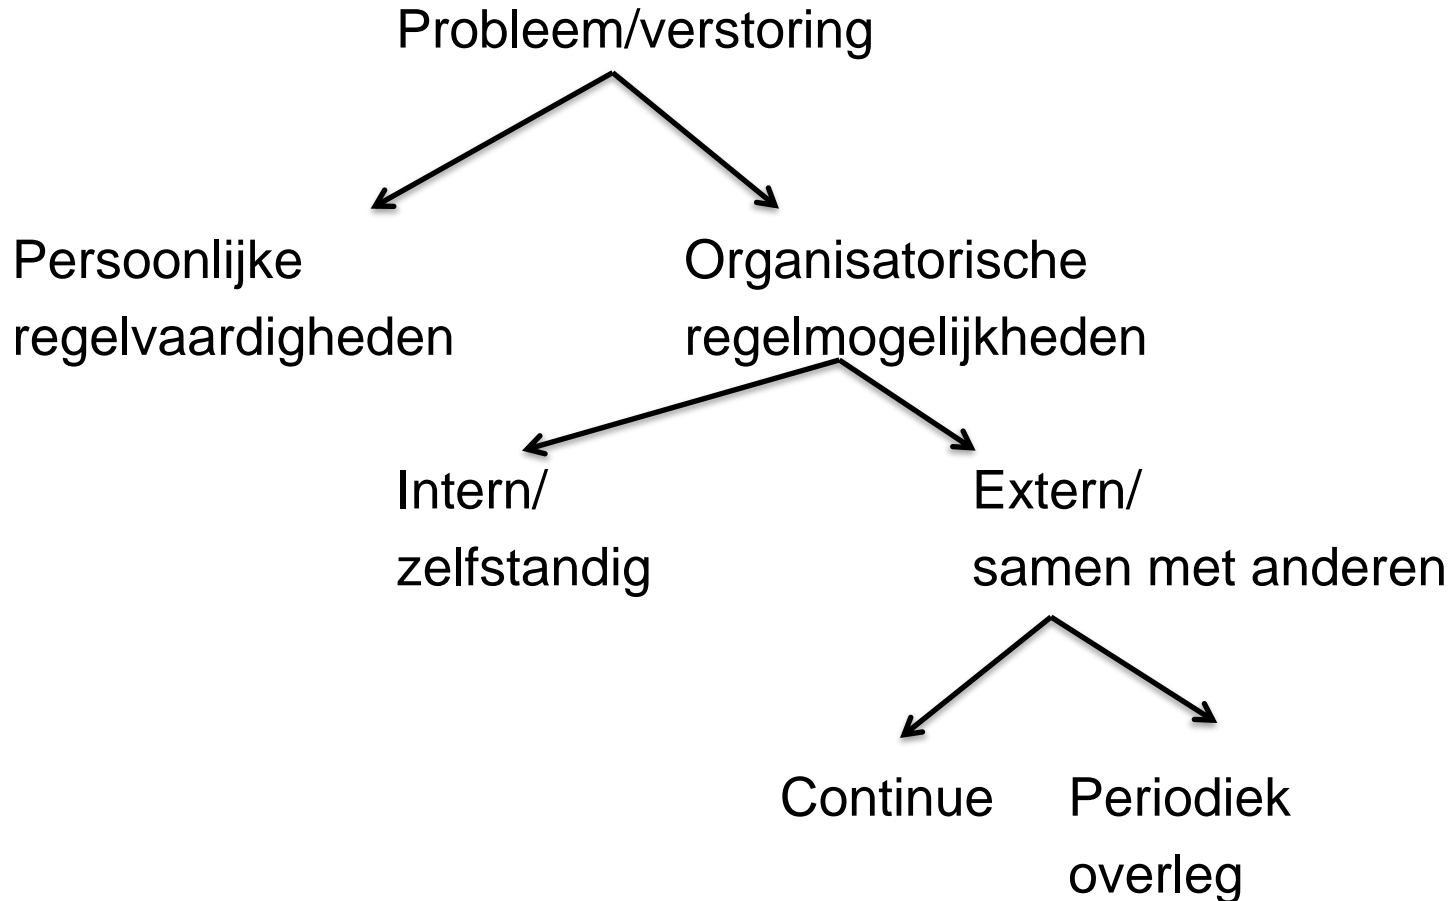 Probleem/verstoring
Persoonlijke
regelvaardigheden
Organisatorische
regelmogelijkheden
Intern/
zelfstandig
Extern/
samen met anderen
Continue
Periodiek
overleg